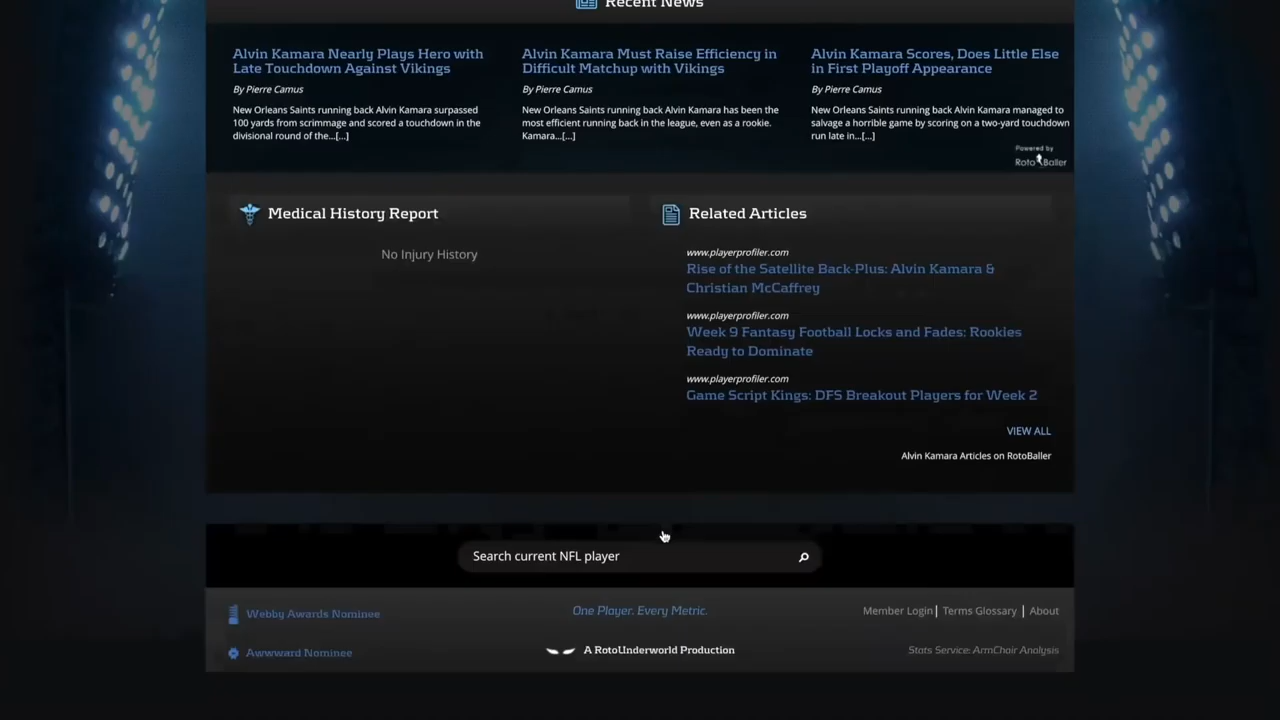 Recent News
Alvin Kamara Nearly Plays Hero with
Late Touchdown Against Vikings
By Pierre Camus
New Orleans Saints running back Alvin Kamara surpassed
100 yards from scrimmage and scored a touchdown in the
divisional round of the...[...]
Alvin Kamara Must Raise Efficiency in
Difficult Matchup with Vikings
By Pierre Camus
New Orleans Saints running back Alvin Kamara has been the
most efficient running back in the league, even as a rookie.
Kamara...[...]
Alvin Kamara Scores, Does Little Else
in First Playoff Appearance
By Pierre Camus
New Orleans Saints running back Alvin Kamara managed to
salvage a horrible game by scoring on a two-yard touchdown
run late in...[...]
Powered by
RotoBaller
Medical History Report
No Injury History
Related Articles
www.playerprofiler.com
Rise of the Satellite Back-Plus: Alvin Kamara &
Christian McCaffrey
www.playerprofiler.com
Week 9 Fantasy Football Locks and Fades: Rookies
Ready to Dominate
www.playerprofiler.com
Game Script Kings: DFS Breakout Players for Week 2
VIEW ALL
Alvin Kamara Articles on RotoBaller
Search current NFL player
Webby Awards Nominee
One Player. Every Metric.
Member Login | Terms Glossary | About
Awwward Nominee
A RotoUnderworld Production
Stats Service: ArmChair Analysis